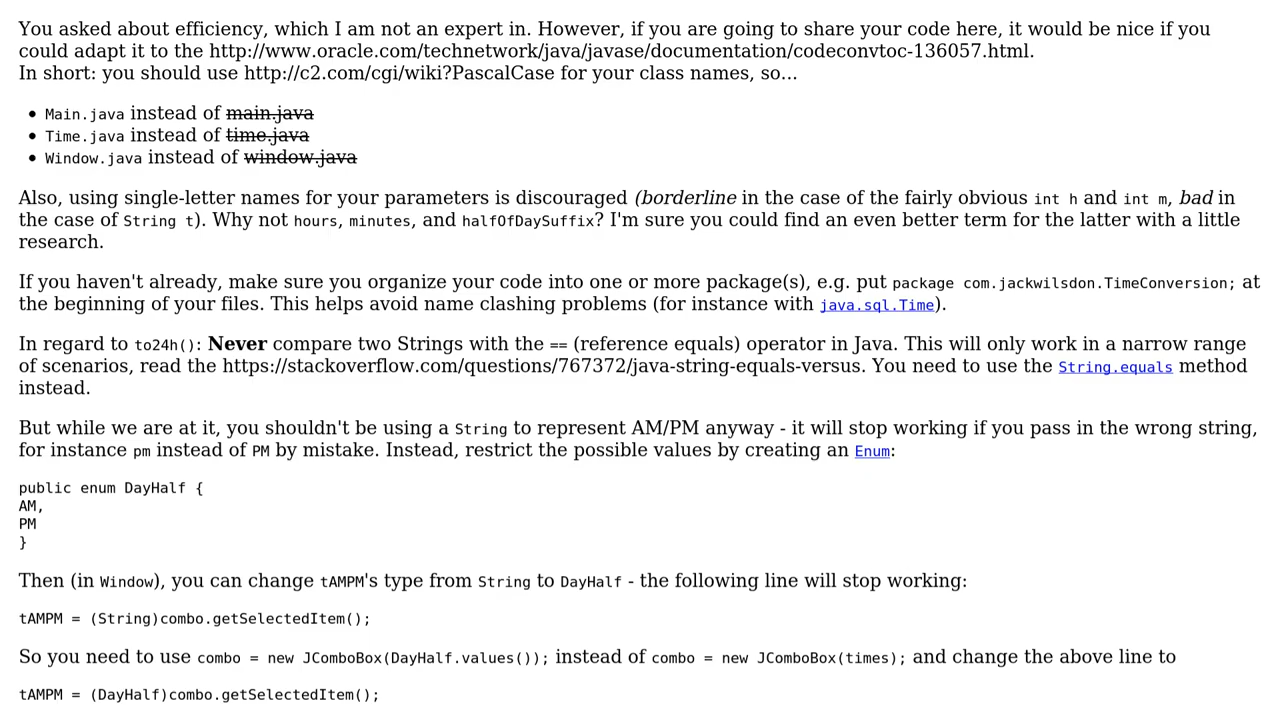 You asked about efficiency, which I am not an expert in. However, if you are going to share your code here, it would be nice if you
could adapt it to the http://www.oracle.com/technetwork/java/javase/documentation/codeconvtoc-136057.html.
In short: you should use http://c2.com/cgi/wiki?PascalCase for your class names, so...
• Main.java instead of main.java
• Time.java instead of time.java
• Window.java instead of window.java
Also, using single-letter names for your parameters is discouraged (borderline in the case of the fairly obvious int h and int m, bad in
the case of String t). Why not hours, minutes, and halfOfDaySuffix? I'm sure you could find an even better term for the latter with a little
research.
If you haven't already, make sure you organize your code into one or more package(s), e.g. put package com.jackwilsdon.TimeConversion; at
the beginning of your files. This helps avoid name clashing problems (for instance with java.sql.Time).
In regard to to24h(): Never compare two Strings with the == (reference equals) operator in Java. This will only work in a narrow range
of scenarios, read the https://stackoverflow.com/questions/767372/java-string-equals-versus. You need to use the String.equals method
instead.
But while we are at it, you shouldn't be using a String to represent AM/PM anyway - it will stop working if you pass in the wrong string,
for instance pm instead of PM by mistake. Instead, restrict the possible values by creating an Enum:
public enum DayHalf {
AM,
PM
}
Then (in Window), you can change tAMPM's type from String to DayHalf - the following line will stop working:
tAMPM = (String)combo.getSelectedItem();
So you need to use combo = new JComboBox(DayHalf.values()); instead of combo = new JComboBox(times); and change the above line to
tAMPM = (DayHalf)combo.getSelectedItem();